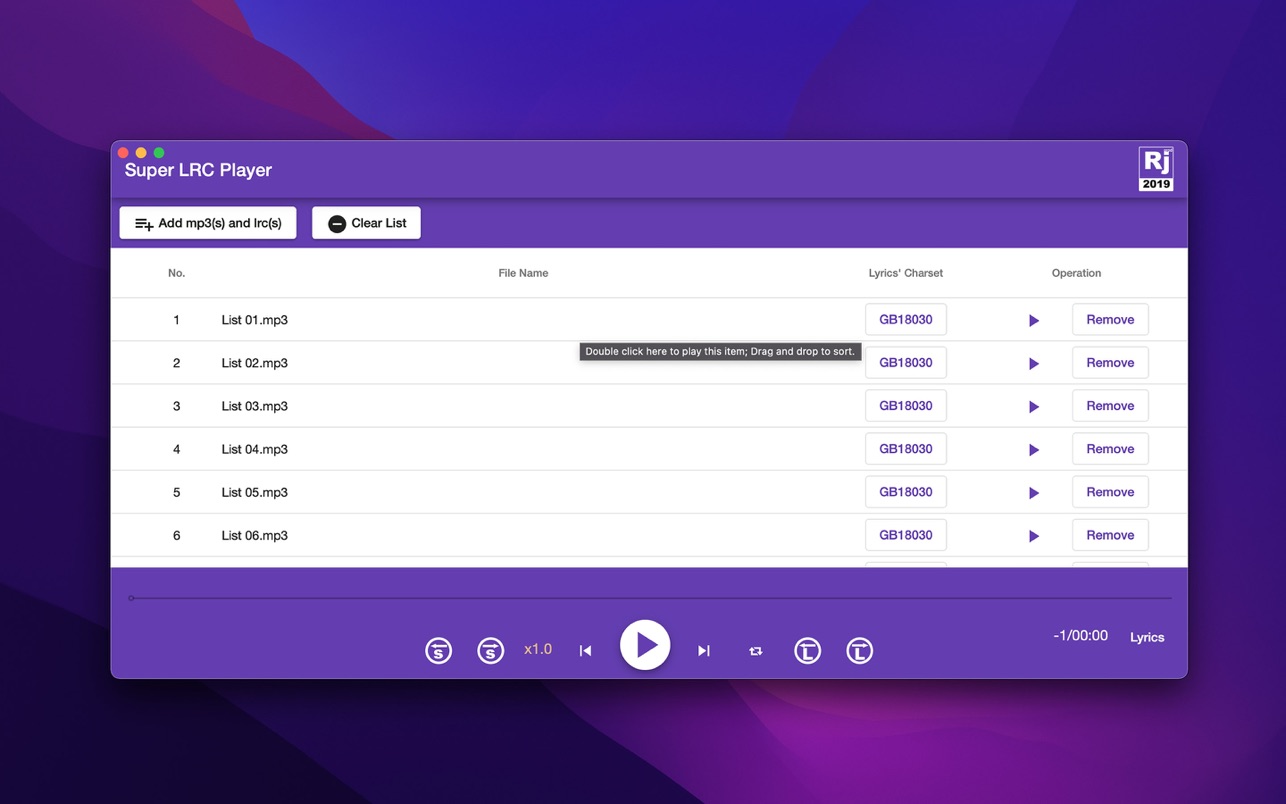 Super LRC Player
Rj
2019
Add mp3(s) and lrc(s) Clear List
No. File Name Lyrics' Charset Operation
1 List 01.mp3 GB18030 Remove
Double click here to play this item; Drag and drop to sort.
2 List 02.mp3 GB18030 Remove
3 List 03.mp3 GB18030 Remove
4 List 04.mp3 GB18030 Remove
5 List 05.mp3 GB18030 Remove
6 List 06.mp3 GB18030 Remove
S S x1.0 L L -1/00:00 Lyrics